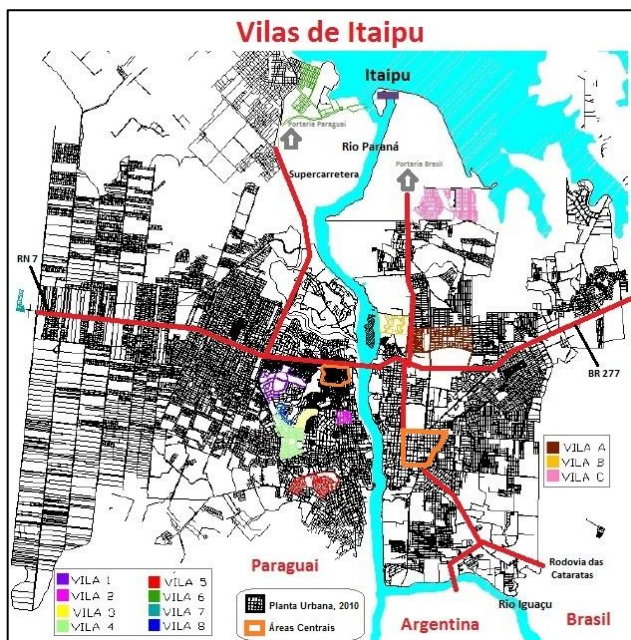 Vilas de Itaipu
Itaipu
Portaria Paraguai
Rio Paraná
Portaria Brasil
Supercarretera
RN 7
BR 277
VILA A
VILA B
VILA C
Rodovia das
Cataratas
Paraguai
VILA 1
VILA 2
VILA 3
VILA 4
VILA 5
VILA 6
VILA 7
VILA 8
Planta Urbana, 2010
Áreas Centrais
Argentina
Rio Iguaçu
Brasil